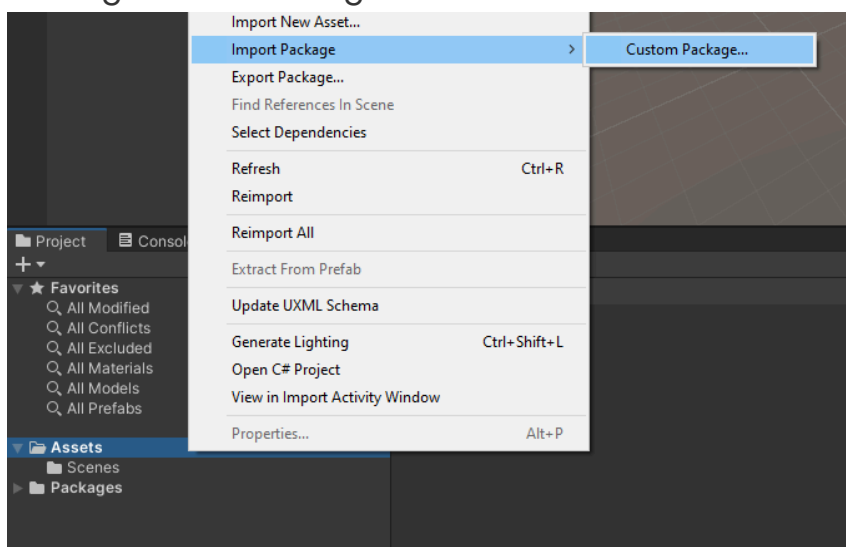 Import New Asset...
Import Package > Custom Package...
Export Package...
Find References In Scene
Select Dependencies
Refresh Ctrl+R
Reimport
Reimport All
Extract From Prefab
Update UXML Schema
Generate Lighting Ctrl+Shift+L
Open C# Project
View in Import Activity Window
Properties... Alt+P
Project Consol
Favorites
All Modified
All Conflicts
All Excluded
All Materials
All Models
All Prefabs
Assets
Scenes
Packages